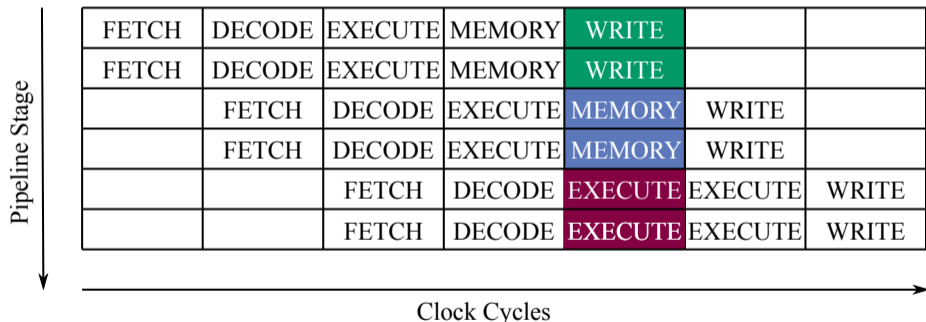 FETCH DECODE EXECUTE MEMORY WRITE
FETCH DECODE EXECUTE MEMORY WRITE
FETCH DECODE EXECUTE MEMORY WRITE
FETCH DECODE EXECUTE MEMORY WRITE
FETCH DECODE EXECUTE EXECUTE WRITE
FETCH DECODE EXECUTE EXECUTE WRITE
Pipeline Stage
Clock Cycles